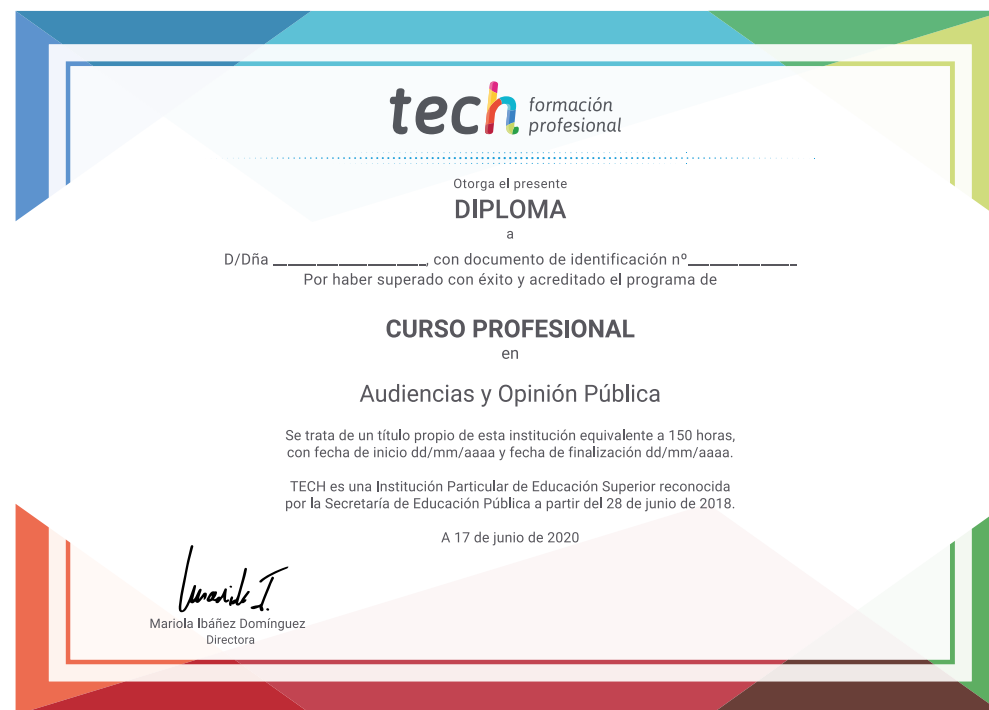 tech formación
profesional
Otorga el presente
DIPLOMA
a
D/Dña ____________________, con documento de identificación nº______________
Por haber superado con éxito y acreditado el programa de
CURSO PROFESIONAL
en
Audiencias y Opinión Pública
Se trata de un título propio de esta institución equivalente a 150 horas,
con fecha de inicio dd/mm/aaaa y fecha de finalización dd/mm/aaaa.
TECH es una Institución Particular de Educación Superior reconocida
por la Secretaría de Educación Pública a partir del 28 de junio de 2018.
A 17 de junio de 2020
Mariola Ibáñez Domínguez
Directora